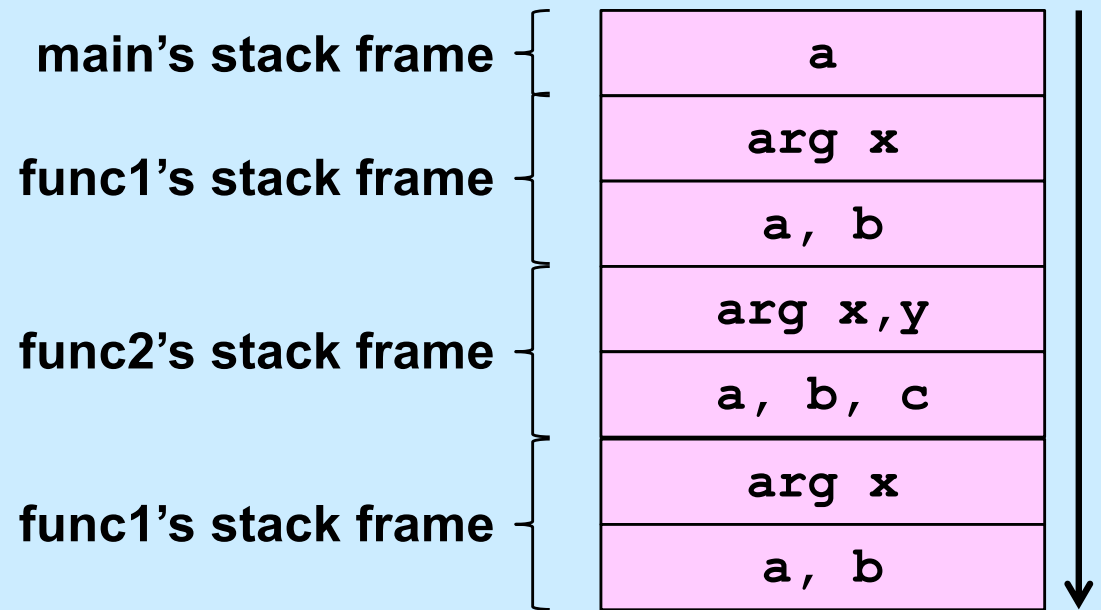 main’s stack frame
a
func1’s stack frame
arg x
a, b
func2’s stack frame
arg x,y
a, b, c
func1’s stack frame
arg x
a, b